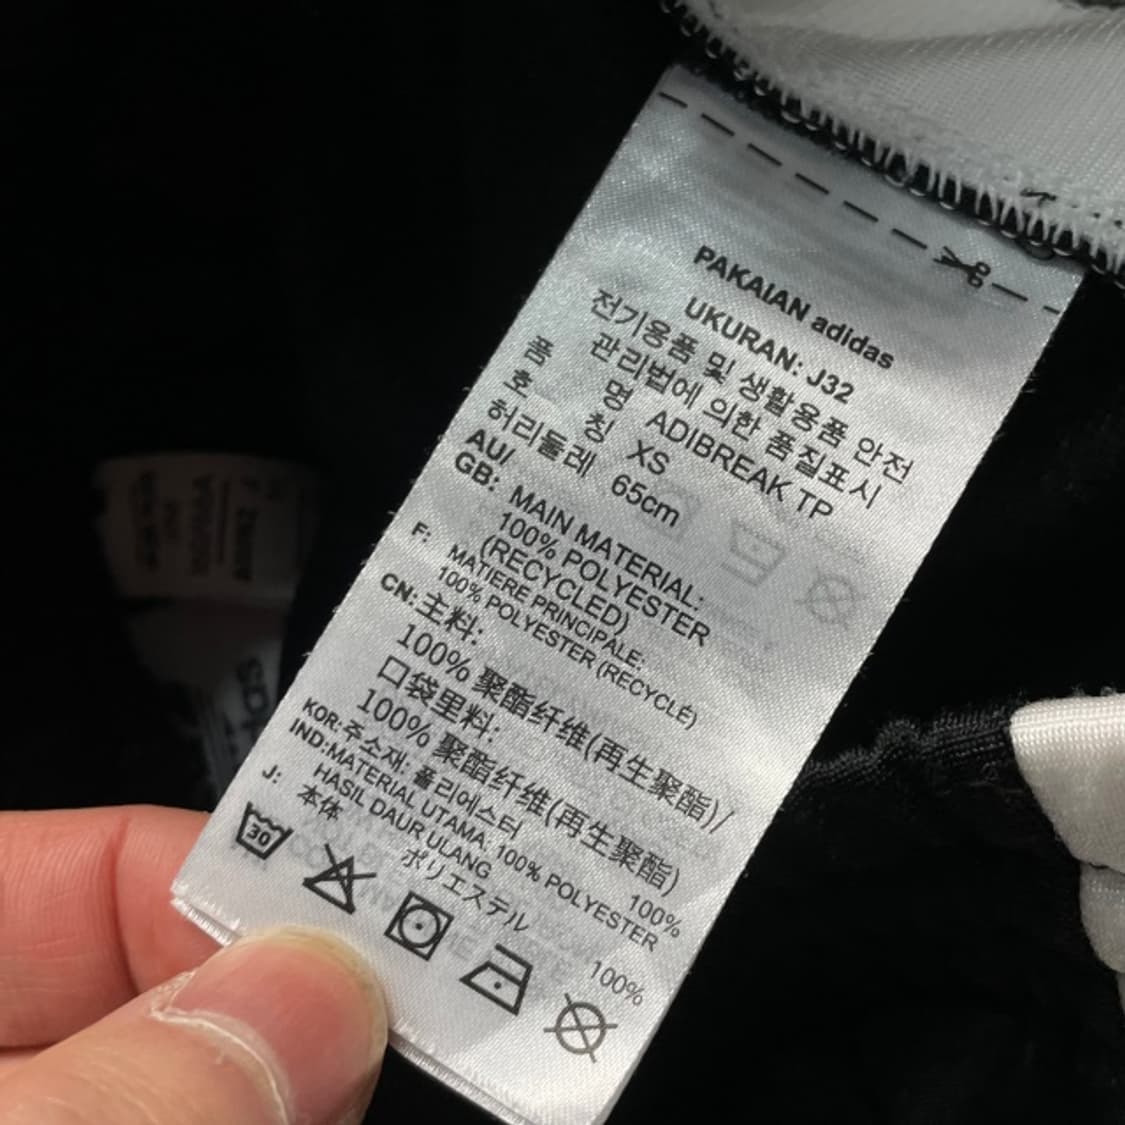 PAKAIAN adidas
UKURAN: J32
전기용품 및 생활용품 안전
관리법에 의한 품질표시
품 명 ADIBREAK TP
호 칭 XS
허리둘레 65cm
AU/
GB: MAIN MATERIAL:
100% POLYESTER
(RECYCLED)
F: MATIERE PRINCIPALE:
100% POLYESTER (RECYCLÉ)
CN: 主料:
100% 聚酯纤维(再生聚酯)/
口袋里料:
100% 聚酯纤维(再生聚酯)
KOR: 주소재: 폴리에스터 100%
IND: MATERIAL UTAMA: 100% POLYESTER
HASIL DAUR ULANG
J: 本体
ポリエステル 100%
30